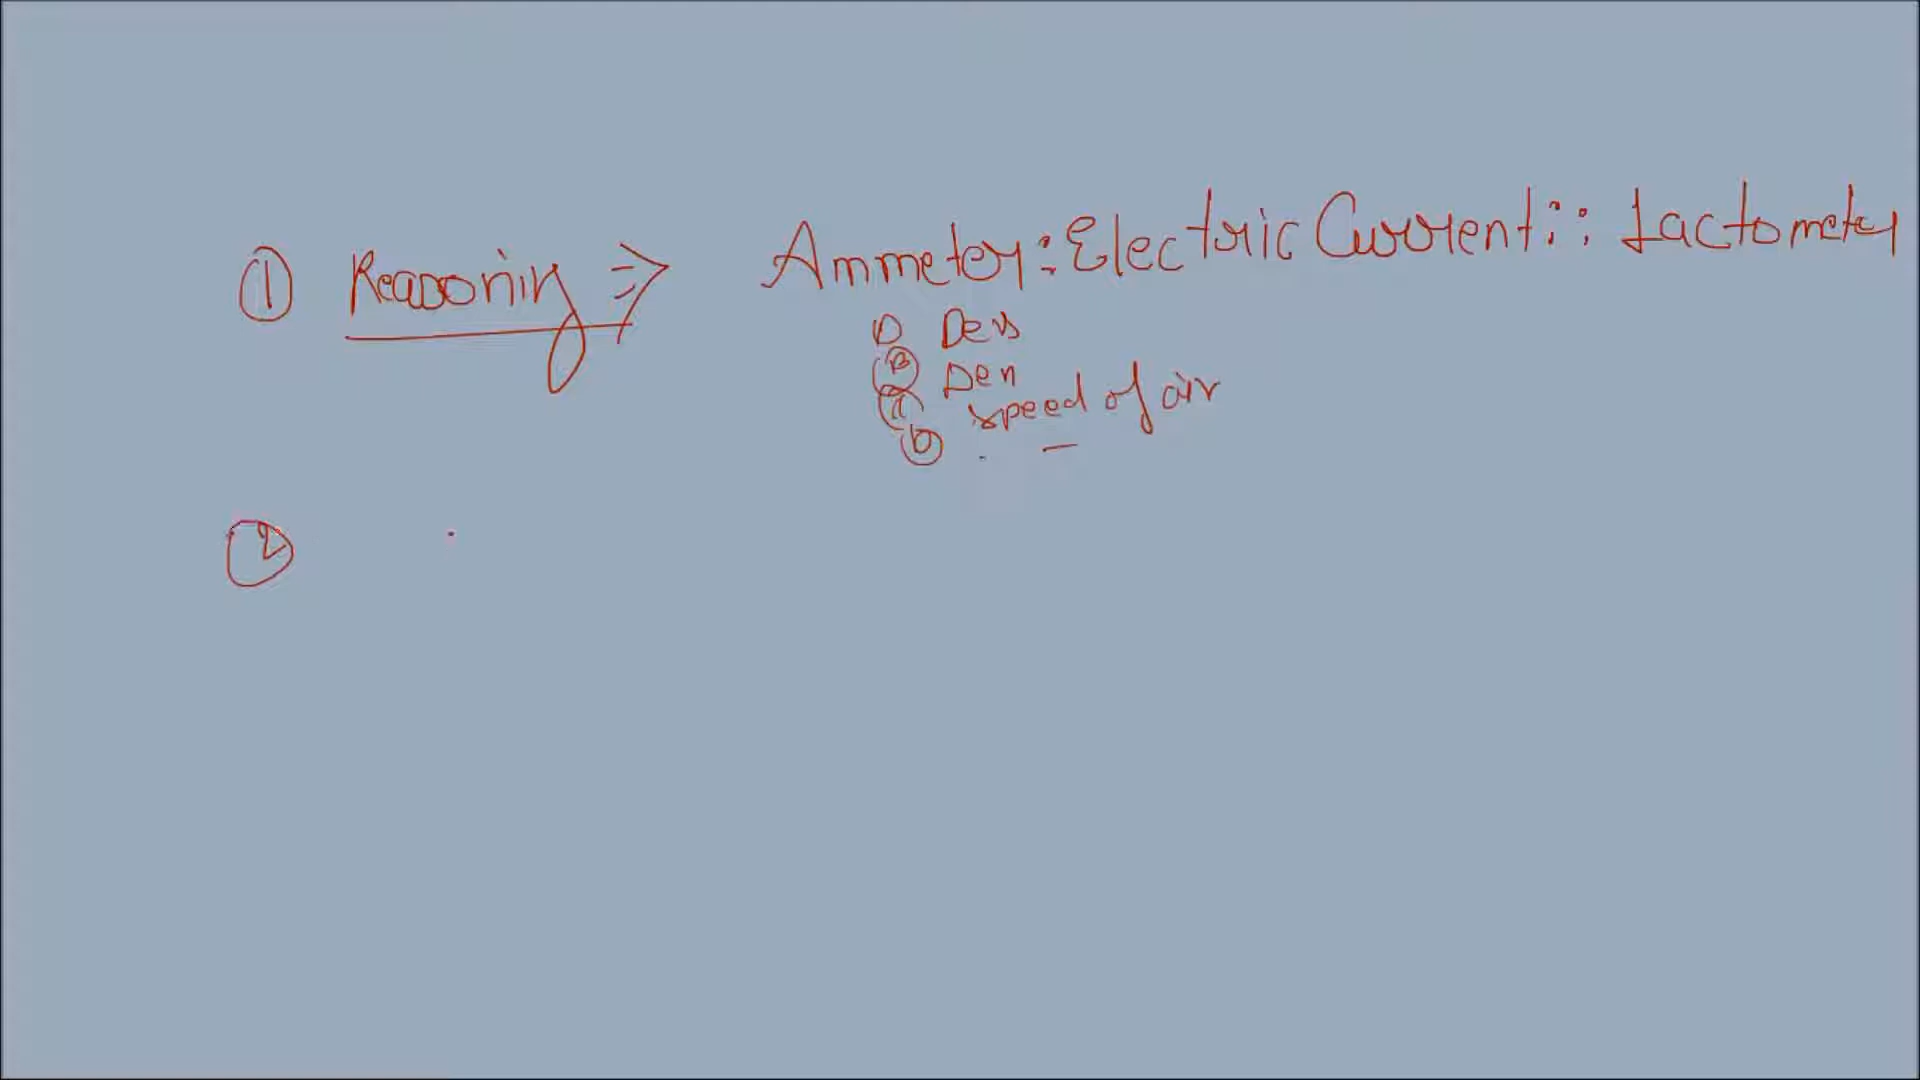 ① Reasoning ⇒ Ammeter : Electric Current :: Lactometer
Den
Ⓑ Den
speed of air
Ⓓ . —
②